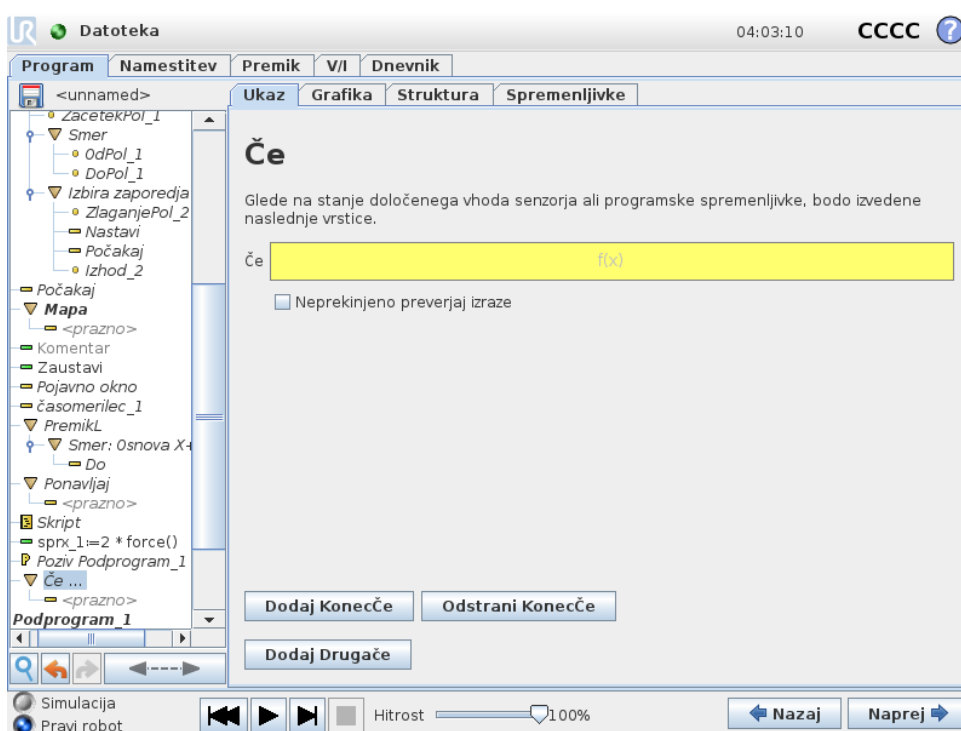 UR Datoteka 04:03:10 CCCC ?
Program Namestitev Premik V/I Dnevnik
<unnamed>
Ukaz Grafika Struktura Spremenljivke
ZacetekPol_1
Smer
OdPol_1
DoPol_1
Izbira zaporedja
ZlaganjePol_2
Nastavi
Počakaj
Izhod_2
Počakaj
Mapa
<prazno>
Komentar
Zaustavi
Pojavno okno
časomerilec_1
PremikL
Smer: Osnova X+
Do
Ponavljaj
<prazno>
Skript
sprx_1:=2 * force()
Poziv Podprogram_1
Če ...
<prazno>
Podprogram_1
Če
Glede na stanje določenega vhoda senzorja ali programske spremenljivke, bodo izvedene
naslednje vrstice.
Če f(x)
Neprekinjeno preverjaj izraze
Dodaj KonecČe Odstrani KonecČe
Dodaj Drugače
Simulacija
Pravi robot
Hitrost 100%
Nazaj Naprej